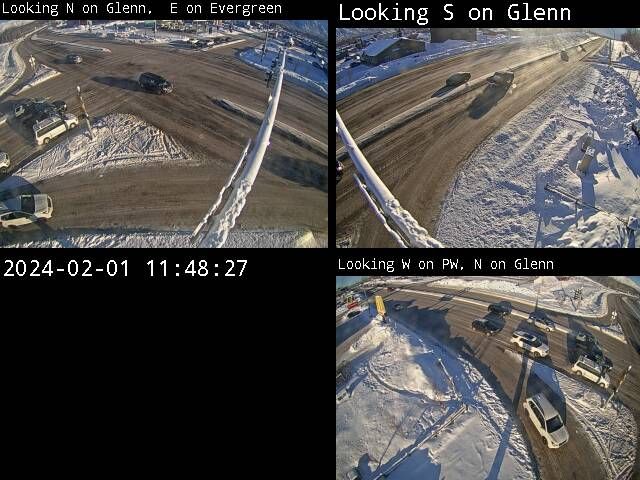 Looking N on Glenn, E on Evergreen
Looking S on Glenn
2024-02-01 11:48:27
Looking W on PW, N on Glenn